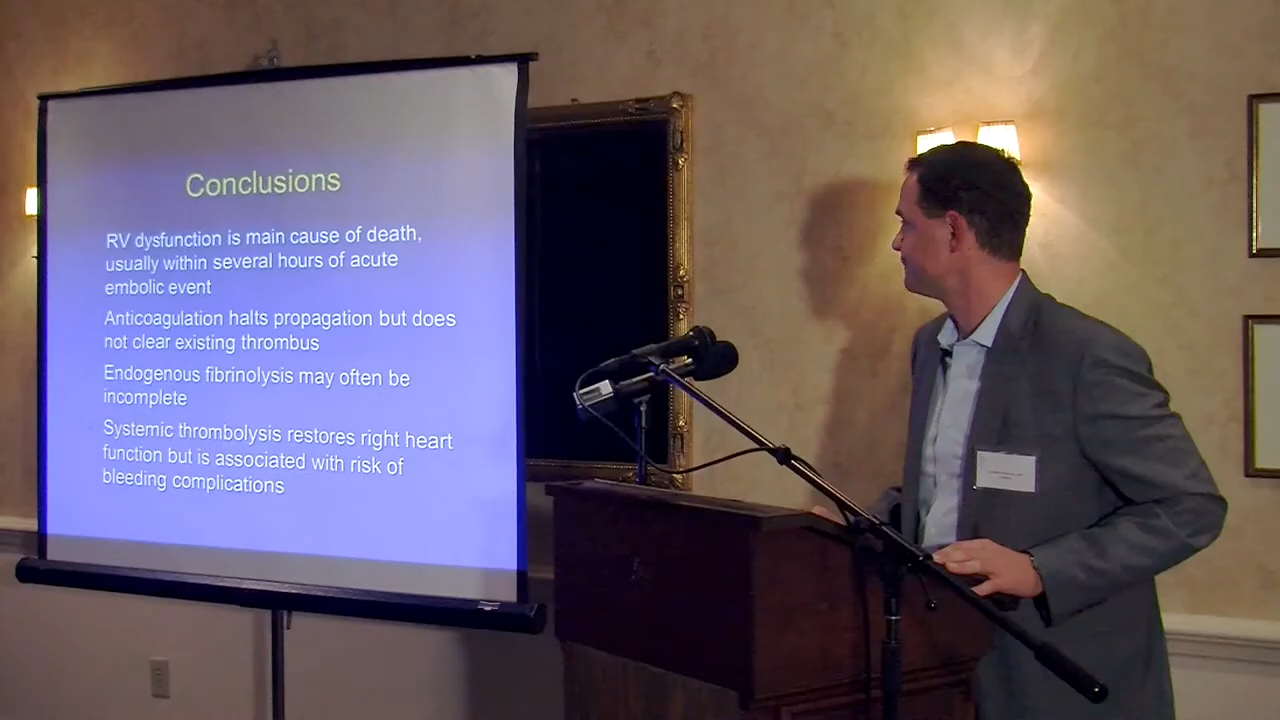 Conclusions
RV dysfunction is main cause of death,
usually within several hours of acute
embolic event
Anticoagulation halts propagation but does
not clear existing thrombus
Endogenous fibrinolysis may often be
incomplete
Systemic thrombolysis restores right heart
function but is associated with risk of
bleeding complications